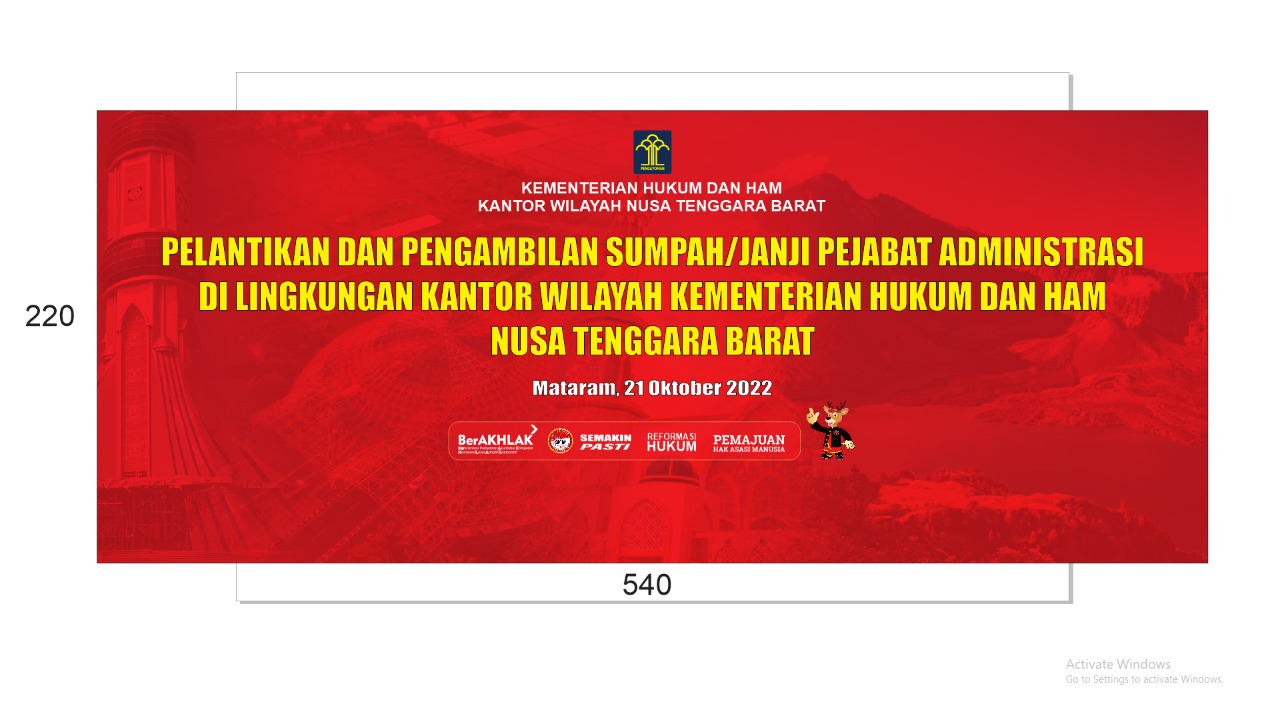 PENGAYOMAN
KEMENTERIAN HUKUM DAN HAM
KANTOR WILAYAH NUSA TENGGARA BARAT
PELANTIKAN DAN PENGAMBILAN SUMPAH/JANJI PEJABAT ADMINISTRASI
DI LINGKUNGAN KANTOR WILAYAH KEMENTERIAN HUKUM DAN HAM
NUSA TENGGARA BARAT
220
Mataram, 21 Oktober 2022
BerAKHLAK
SEMAKIN
PASTI
REFORMASI
HUKUM
PEMAJUAN
HAK ASASI MANUSIA
540
Activate Windows
Go to Settings to activate Windows.